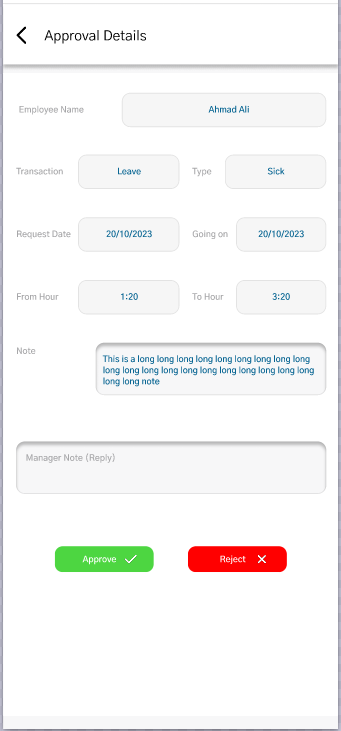 Approval Details
Employee Name Ahmad Ali
Transaction Leave Type Sick
Request Date 20/10/2023 Going on 20/10/2023
From Hour 1:20 To Hour 3:20
Note This is a long long long long long long long long long
long long long long long long long long long long long
long long note
Manager Note (Reply)
Approve Reject